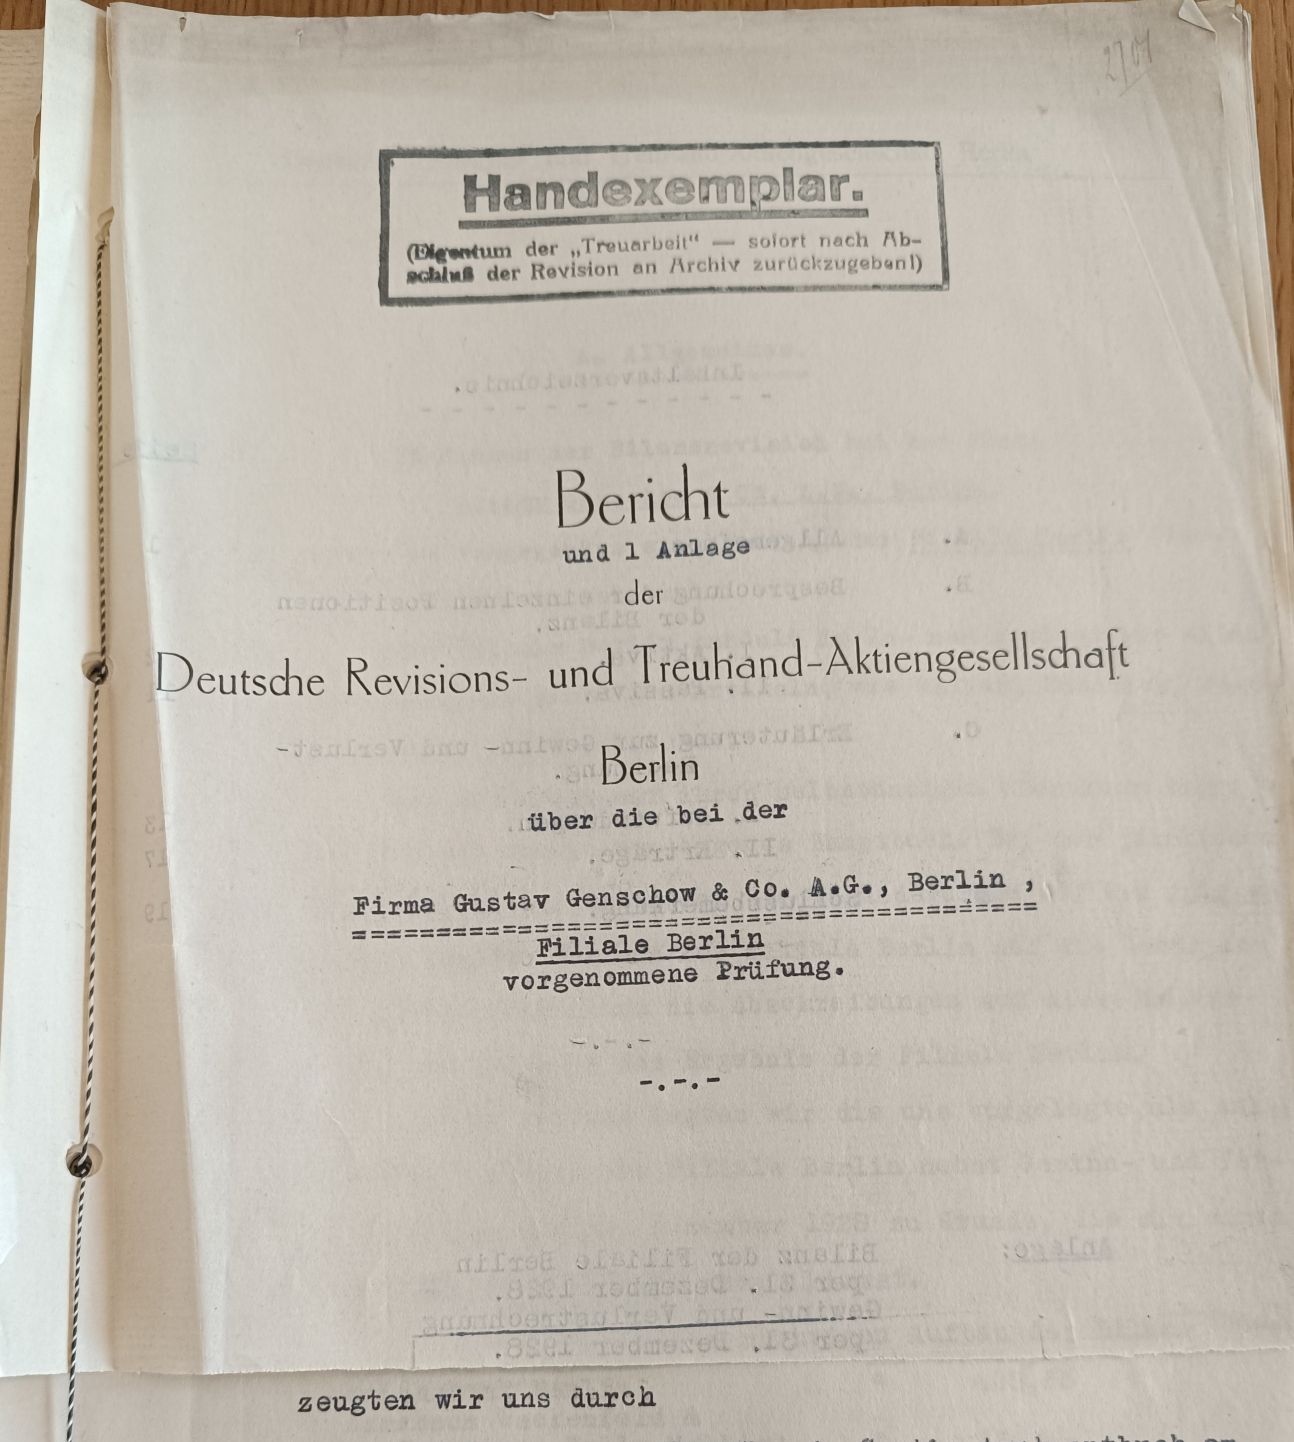 2701
Handexemplar.
(Eigentum der „Treuarbeit“ — sofort nach Ab-
schluß der Revision an Archiv zurückzugeben!)
Bericht
und 1 Anlage
der
Deutsche Revisions- und Treuhand-Aktiengesellschaft
Berlin
über die bei der
Firma Gustav Genschow & Co. A.G., Berlin ,
=========================================
Filiale Berlin
vorgenommene Prüfung.
-.-.-
-.-.-
zeugten wir uns durch